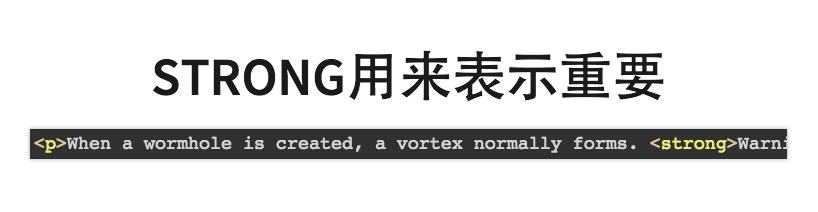 STRONG用来表示重要
<p>When a wormhole is created, a vortex normally forms. <strong>Warni